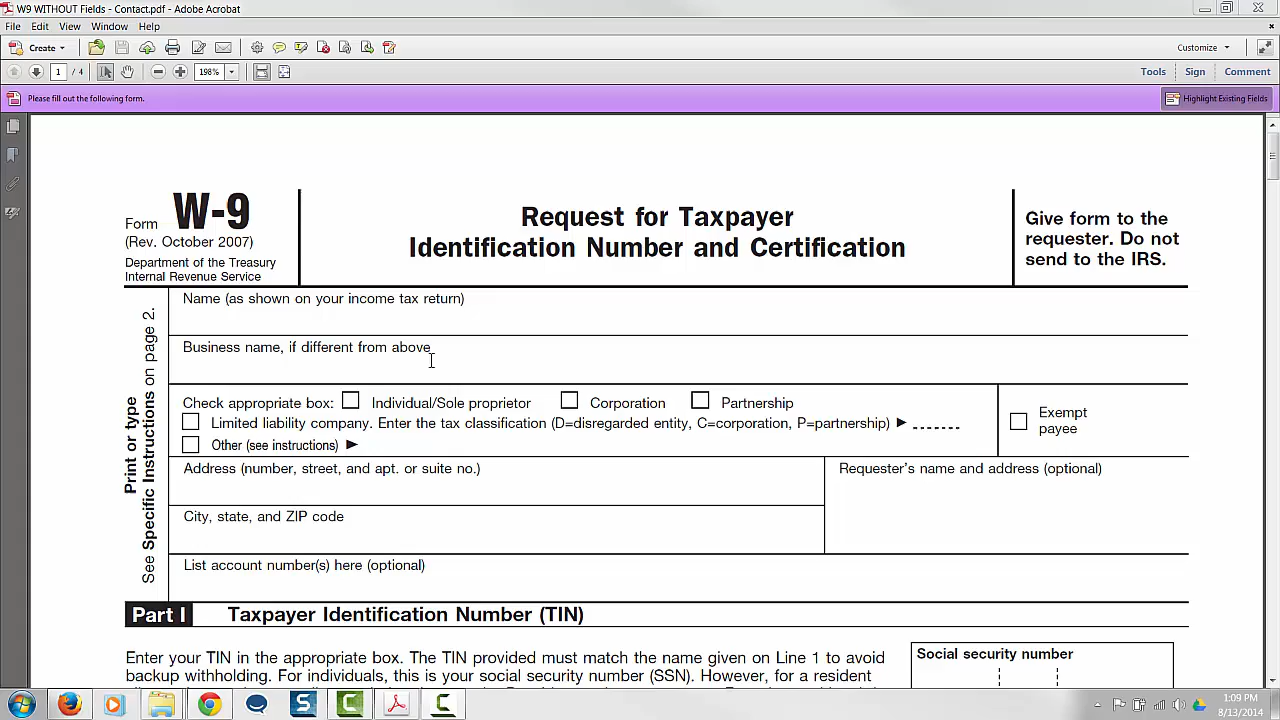 W9 WITHOUT Fields - Contact.pdf - Adobe Acrobat
File Edit View Window Help
Create
Customize
1 / 4
198%
Tools Sign Comment
Please fill out the following form.
Highlight Existing Fields
Form W-9
(Rev. October 2007)
Department of the Treasury
Internal Revenue Service
Request for Taxpayer
Identification Number and Certification
Give form to the
requester. Do not
send to the IRS.
Print or type
See Specific Instructions on page 2.
Name (as shown on your income tax return)
Business name, if different from above
Check appropriate box: Individual/Sole proprietor Corporation Partnership
Limited liability company. Enter the tax classification (D=disregarded entity, C=corporation, P=partnership) ►
Other (see instructions) ►
Exempt
payee
Address (number, street, and apt. or suite no.)
Requester's name and address (optional)
City, state, and ZIP code
List account number(s) here (optional)
Part I Taxpayer Identification Number (TIN)
Enter your TIN in the appropriate box. The TIN provided must match the name given on Line 1 to avoid
backup withholding. For individuals, this is your social security number (SSN). However, for a resident
Social security number
1:09 PM
8/13/2014